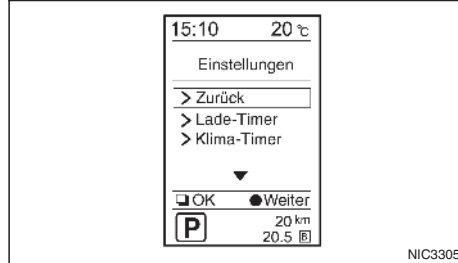 15:10 20 ℃
Einstellungen
> Zurück
> Lade-Timer
> Klima-Timer
▼
❏OK ●Weiter
P 20 km
20.5 B
NIC3305